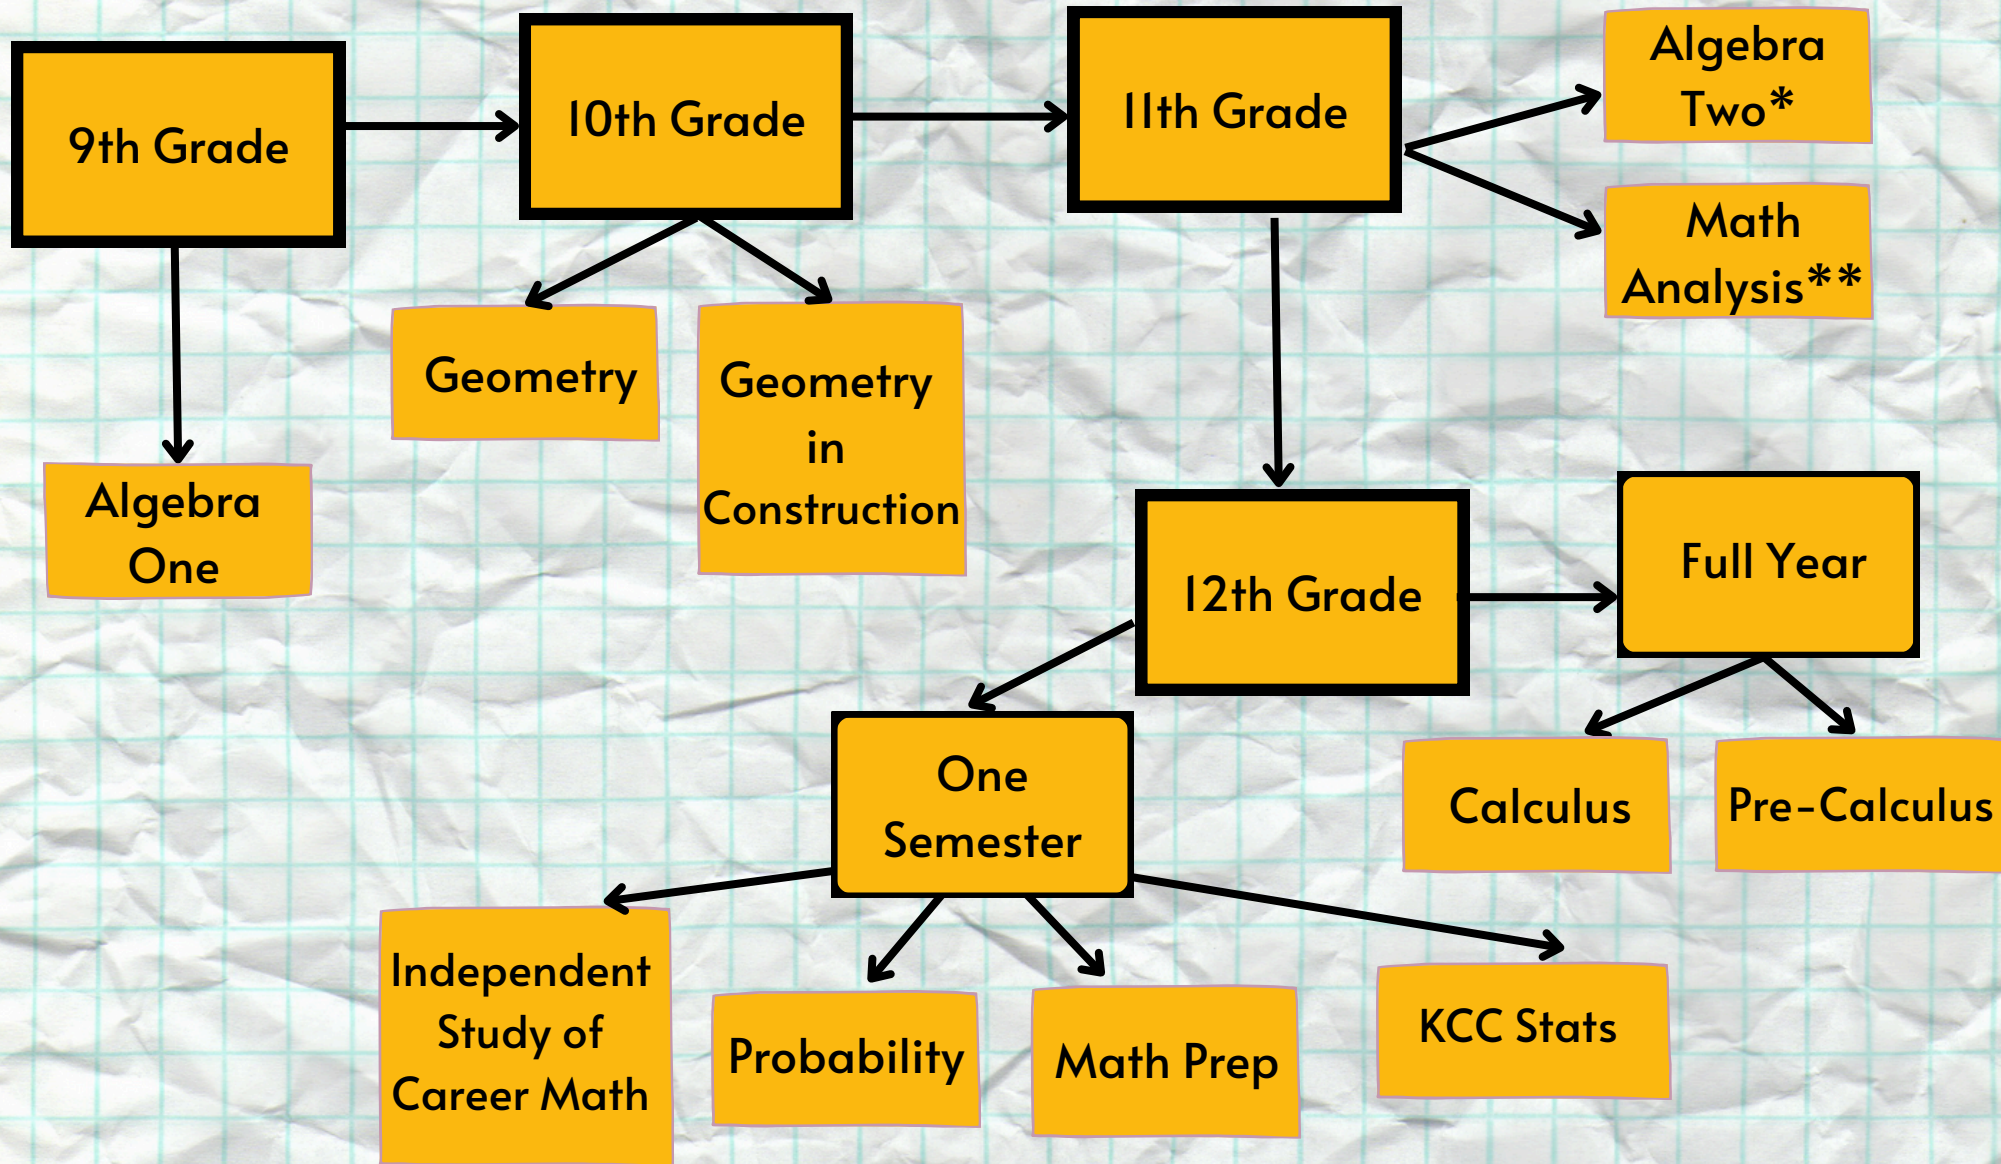 9th Grade
10th Grade
11th Grade
Algebra
Two*
Math
Analysis**
Geometry
Geometry
in
Construction
Algebra
One
12th Grade
Full Year
One
Semester
Calculus
Pre-Calculus
Independent
Study of
Career Math
Probability
Math Prep
KCC Stats